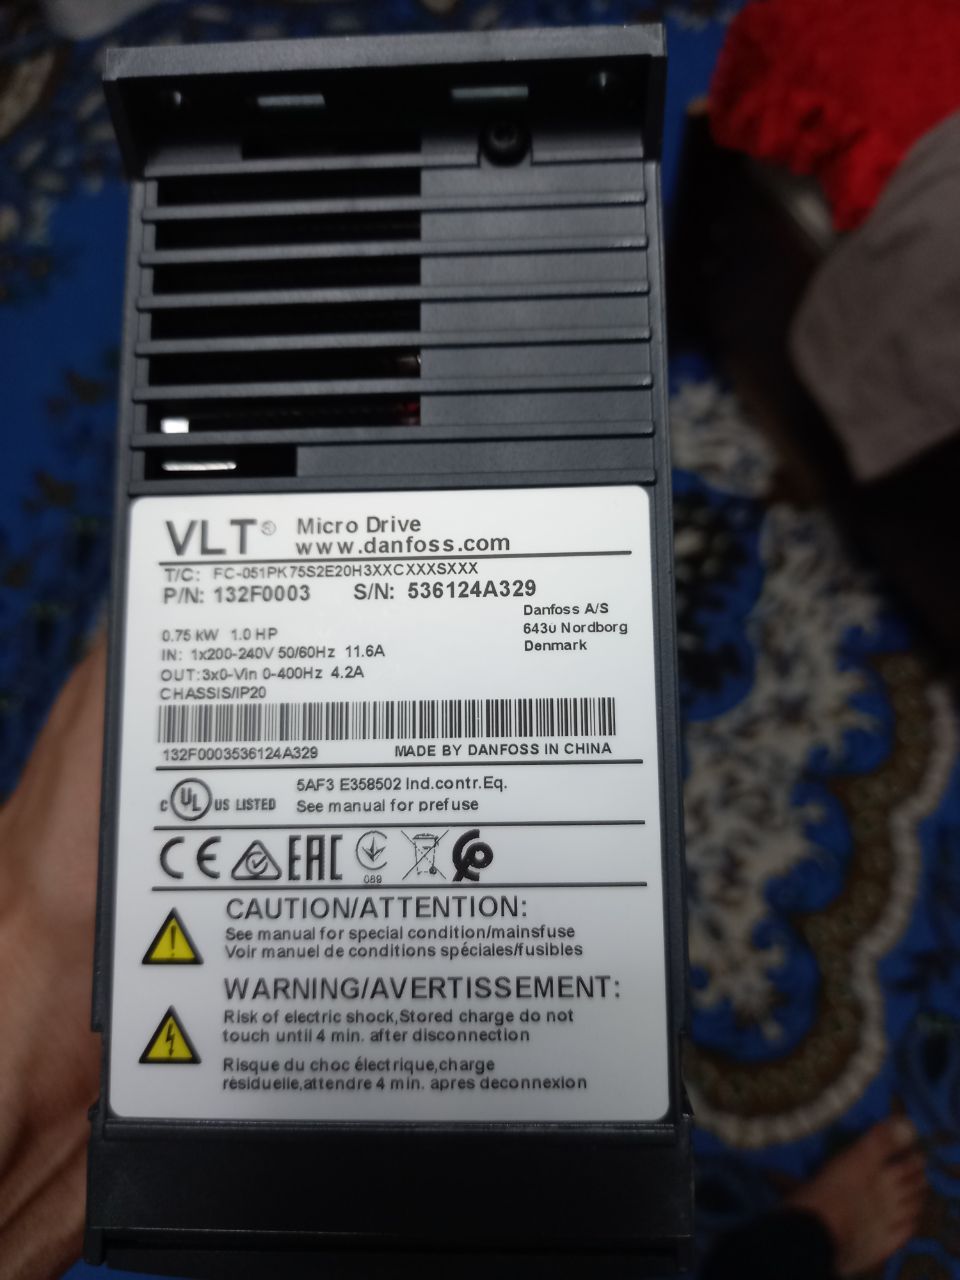 VLT® Micro Drive
www.danfoss.com
T/C: FC-051PK75S2E20H3XXCXXXSXXX
P/N: 132F0003 S/N: 536124A329
Danfoss A/S
6430 Nordborg
Denmark
0.75 kW 1.0 HP
IN: 1x200-240V 50/60Hz 11.6A
OUT:3x0-Vin 0-400Hz 4.2A
CHASSIS/IP20
132F0003536124A329 MADE BY DANFOSS IN CHINA
c UL US LISTED
5AF3 E358502 Ind.contr.Eq.
See manual for prefuse
CE EAC 089
CAUTION/ATTENTION:
See manual for special condition/mainsfuse
Voir manuel de conditions spéciales/fusibles
WARNING/AVERTISSEMENT:
Risk of electric shock,Stored charge do not
touch until 4 min. after disconnection
Risque du choc électrique,charge
résiduelle,attendre 4 min. apres deconnexion